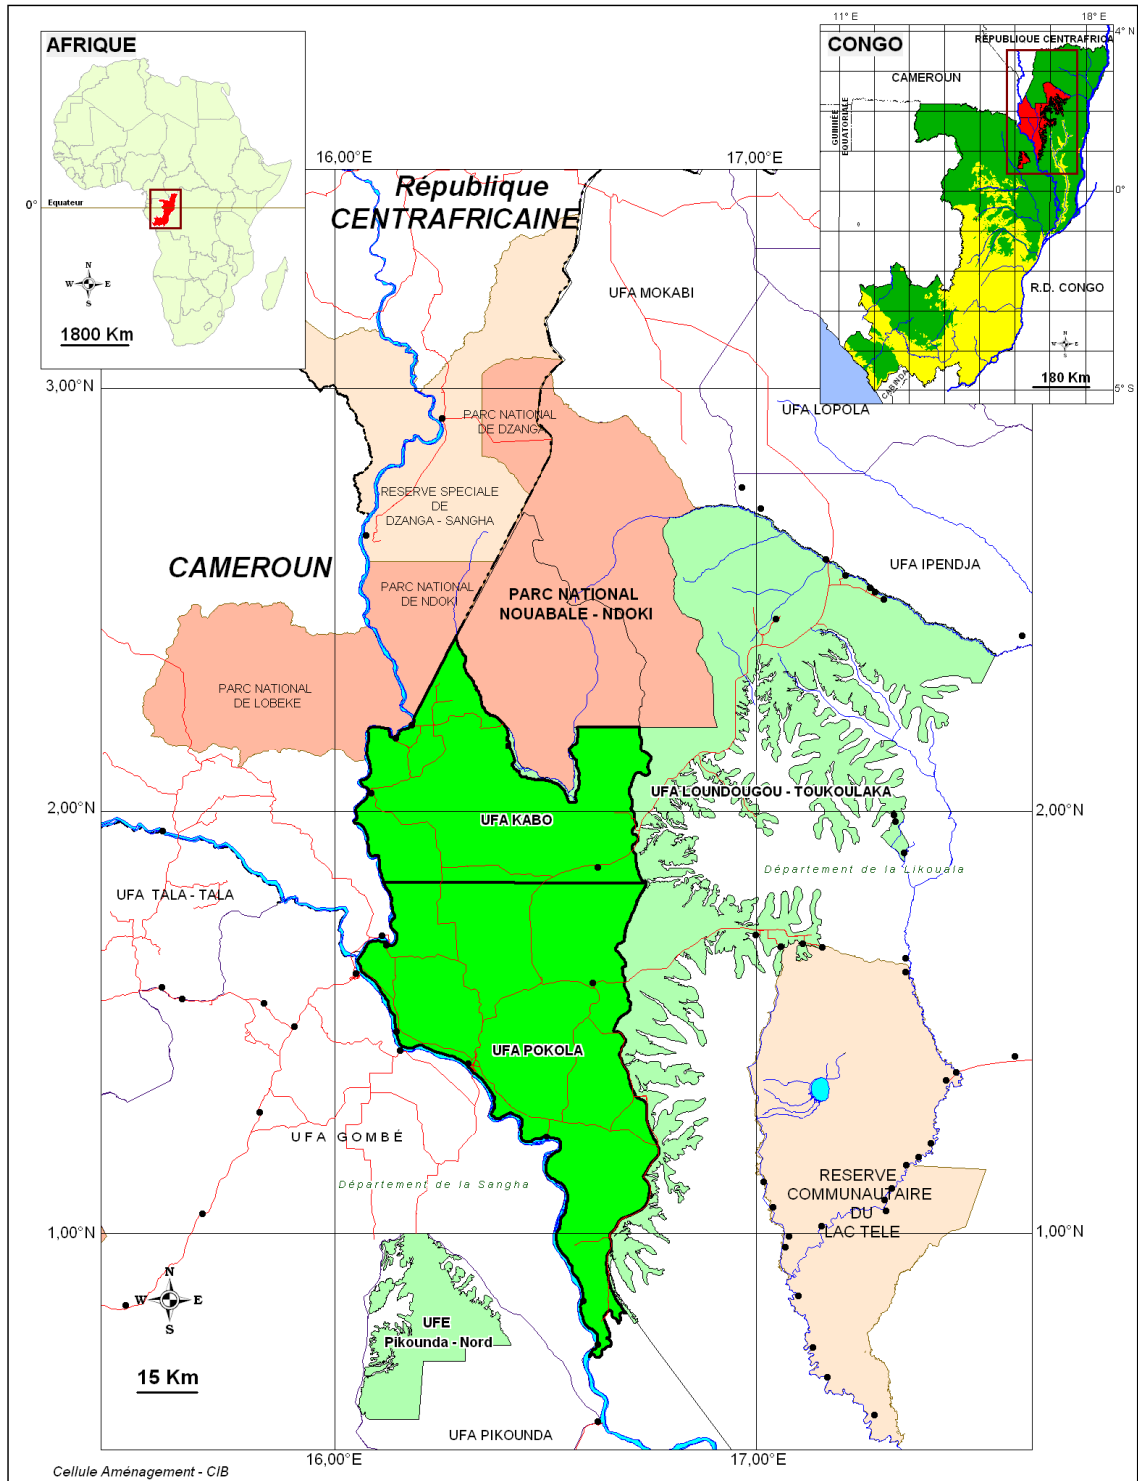 AFRIQUE
0°
Equateur
N
W
E
S
1800 Km
11° E
18° E
CONGO
RÉPUBLIQUE CENTRAFRICA
4° N
CAMEROUN
GUINÉE
EQUATORIALE
0°
R.D. CONGO
N
W
E
S
CABINDA
180 Km
5° S
16,00°E
17,00°E
République
CENTRAFRICAINE
UFA MOKABI
3,00°N
UFA LOPOLA
PARC NATIONAL
DE DZANGA
RESERVE SPECIALE
DE
DZANGA - SANGHA
CAMEROUN
UFA IPENDJA
PARC NATIONAL
DE NDOKI
PARC NATIONAL
NOUABALE - NDOKI
PARC NATIONAL
DE LOBEKE
UFA LOUNDOUGOU - TOUKOULAKA
2,00°N
2,00°N
UFA KABO
Département de la Likouala
UFA TALA - TALA
UFA POKOLA
UFA GOMBÉ
Département de la Sangha
RESERVE
COMMUNAUTAIRE
DU
LAC TELE
1,00°N
1,00°N
N
W
E
S
UFE
Pikounda - Nord
15 Km
UFA PIKOUNDA
16,00°E
17,00°E
Cellule Aménagement - CIB